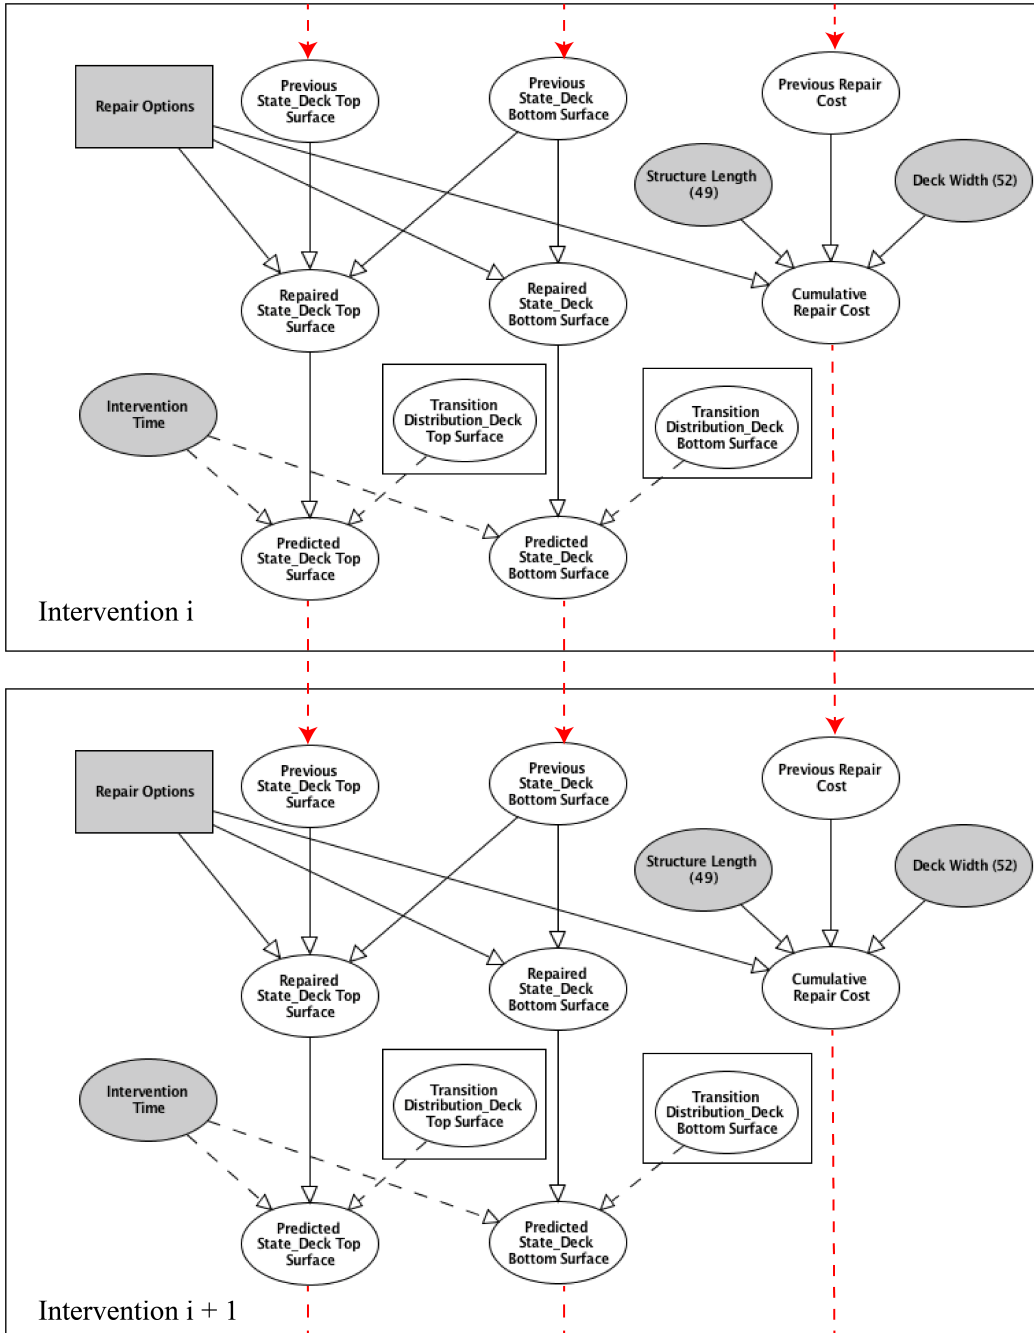 Repair Options
Previous
State_Deck Top
Surface
Previous
State_Deck
Bottom Surface
Previous Repair
Cost
Structure Length
(49)
Deck Width (52)
Repaired
State_Deck Top
Surface
Repaired
State_Deck
Bottom Surface
Cumulative
Repair Cost
Intervention
Time
Transition
Distribution_Deck
Top Surface
Transition
Distribution_Deck
Bottom Surface
Predicted
State_Deck Top
Surface
Predicted
State_Deck
Bottom Surface
Intervention i
Repair Options
Previous
State_Deck Top
Surface
Previous
State_Deck
Bottom Surface
Previous Repair
Cost
Structure Length
(49)
Deck Width (52)
Repaired
State_Deck Top
Surface
Repaired
State_Deck
Bottom Surface
Cumulative
Repair Cost
Intervention
Time
Transition
Distribution_Deck
Top Surface
Transition
Distribution_Deck
Bottom Surface
Predicted
State_Deck Top
Surface
Predicted
State_Deck
Bottom Surface
Intervention i + 1